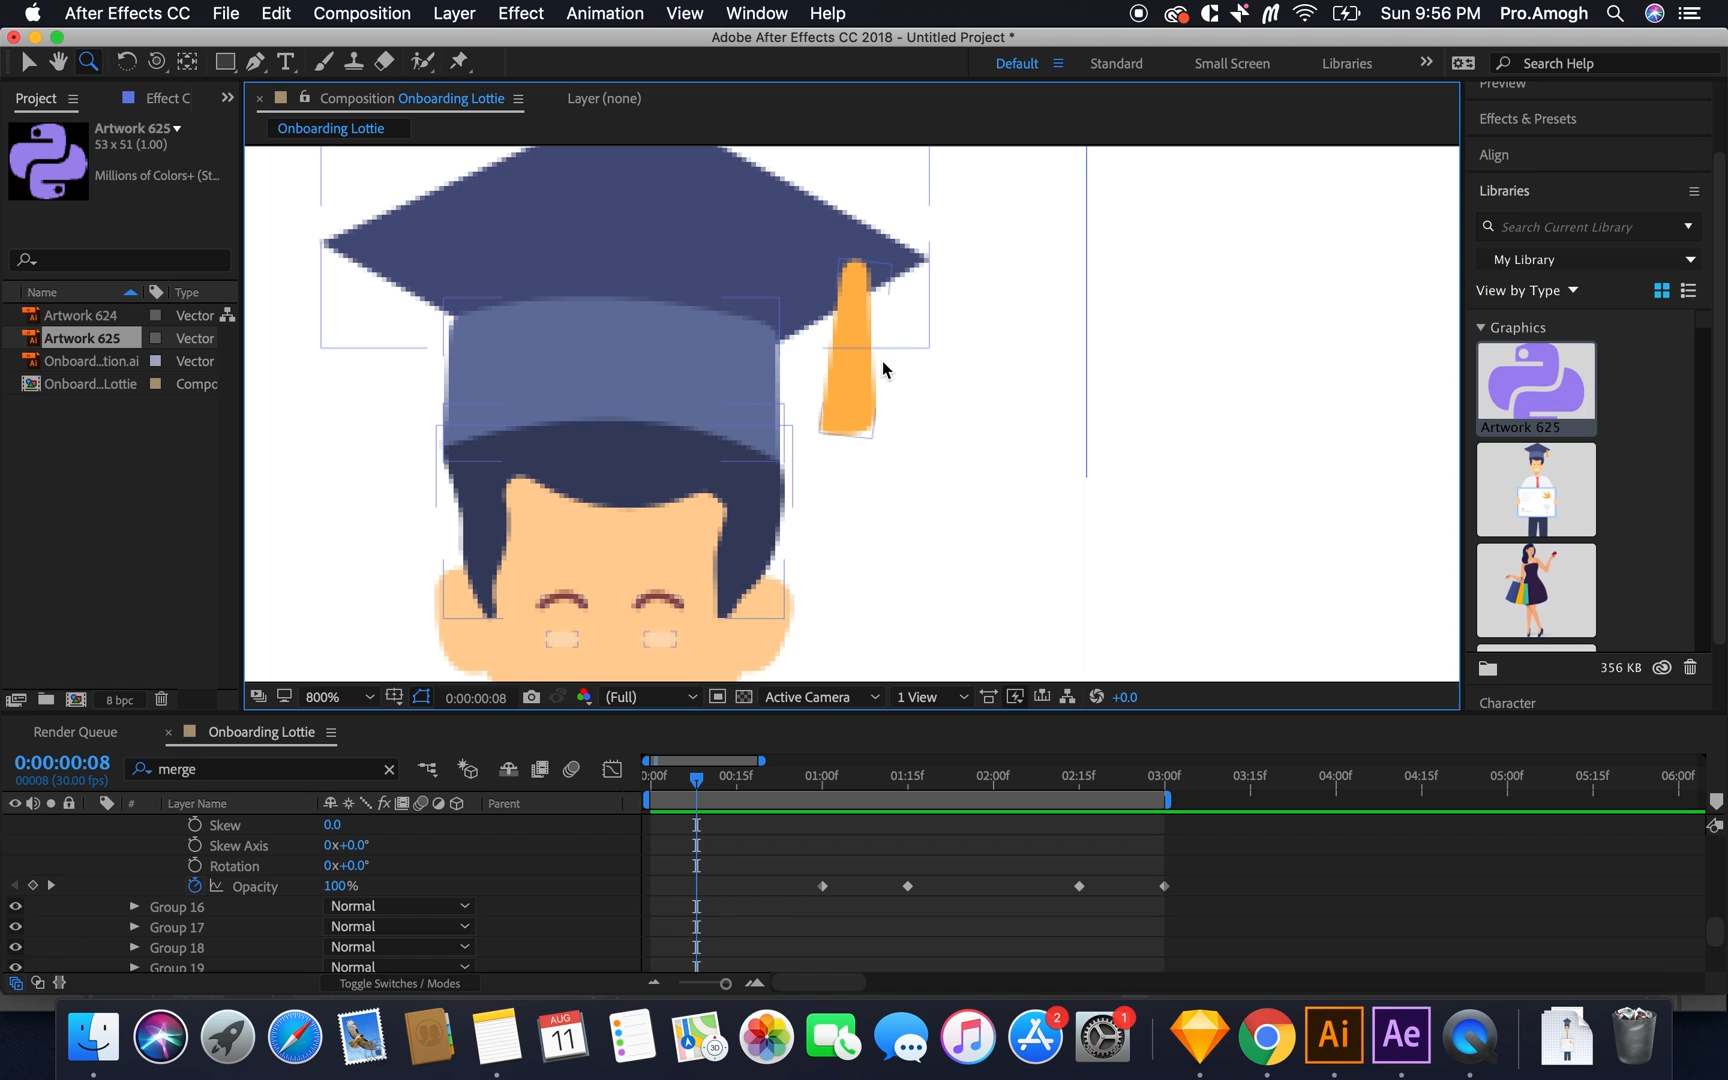 After Effects CC File Edit Composition Layer Effect Animation View Window Help Sun 9:56 PM Pro.Amogh
Adobe After Effects CC 2018 - Untitled Project *
Default Standard Small Screen Libraries Search Help
Project Effect C Composition Onboarding Lottie Layer (none)
Preview
Artwork 625
53 x 51 (1.00)
Millions of Colors+ (St...
Onboarding Lottie
Effects & Presets
Align
Libraries
Search Current Library
My Library
View by Type
Name Type
Artwork 624 Vector
Artwork 625 Vector
Onboard...tion.ai Vector
Onboard...Lottie Compo
Graphics
Artwork 625
356 KB
8 bpc
800% 0:00:00:08 (Full) Active Camera 1 View +0.0
Character
Render Queue Onboarding Lottie
0:00:00:08
00008 (30.00 fps)
merge
0:00f 00:15f 01:00f 01:15f 02:00f 02:15f 03:00f 03:15f 04:00f 04:15f 05:00f 05:15f 06:00f
# Layer Name fx Parent
Skew 0.0
Skew Axis 0x+0.0°
Rotation 0x+0.0°
Opacity 100%
Group 16 Normal
Group 17 Normal
Group 18 Normal
Group 19 Normal
Toggle Switches / Modes
AUG
11
3D
2
1
Ai
Ae